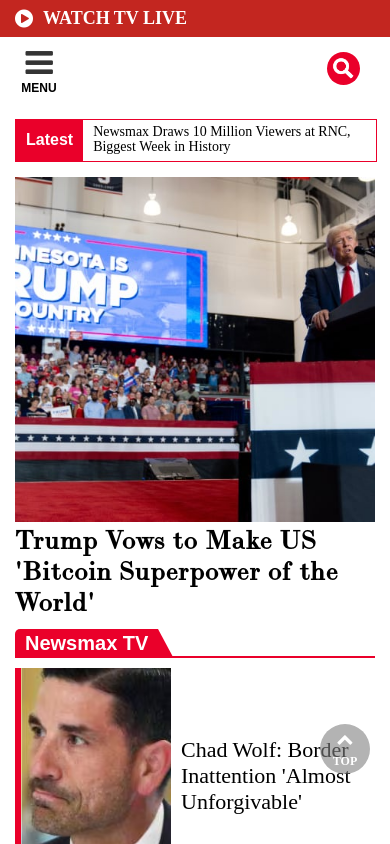 WATCH TV LIVE
MENU
Latest
Newsmax Draws 10 Million Viewers at RNC,
Biggest Week in History
NESOTA IS
RUMP
OUNTRY
Trump Vows to Make US
'Bitcoin Superpower of the
World'
Newsmax TV
Chad Wolf: Border
Inattention 'Almost
Unforgivable'
TOP